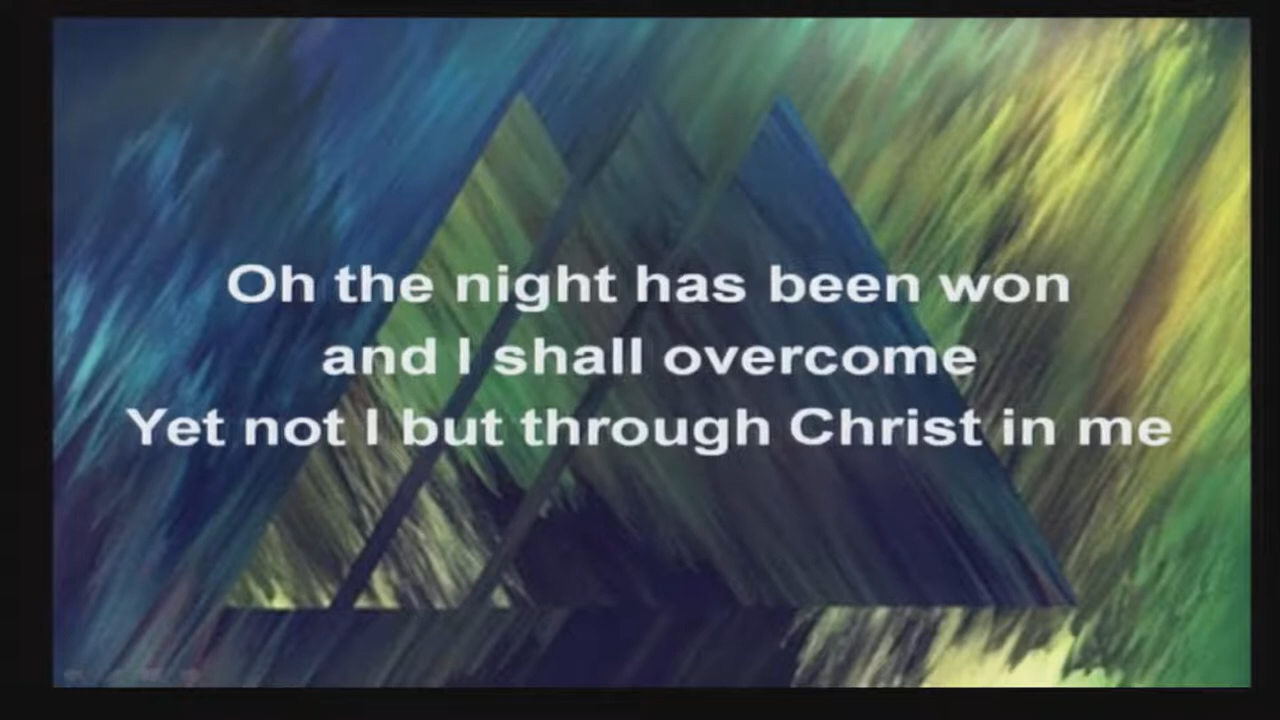 Oh the night has been won
and I shall overcome
Yet not I but through Christ in me